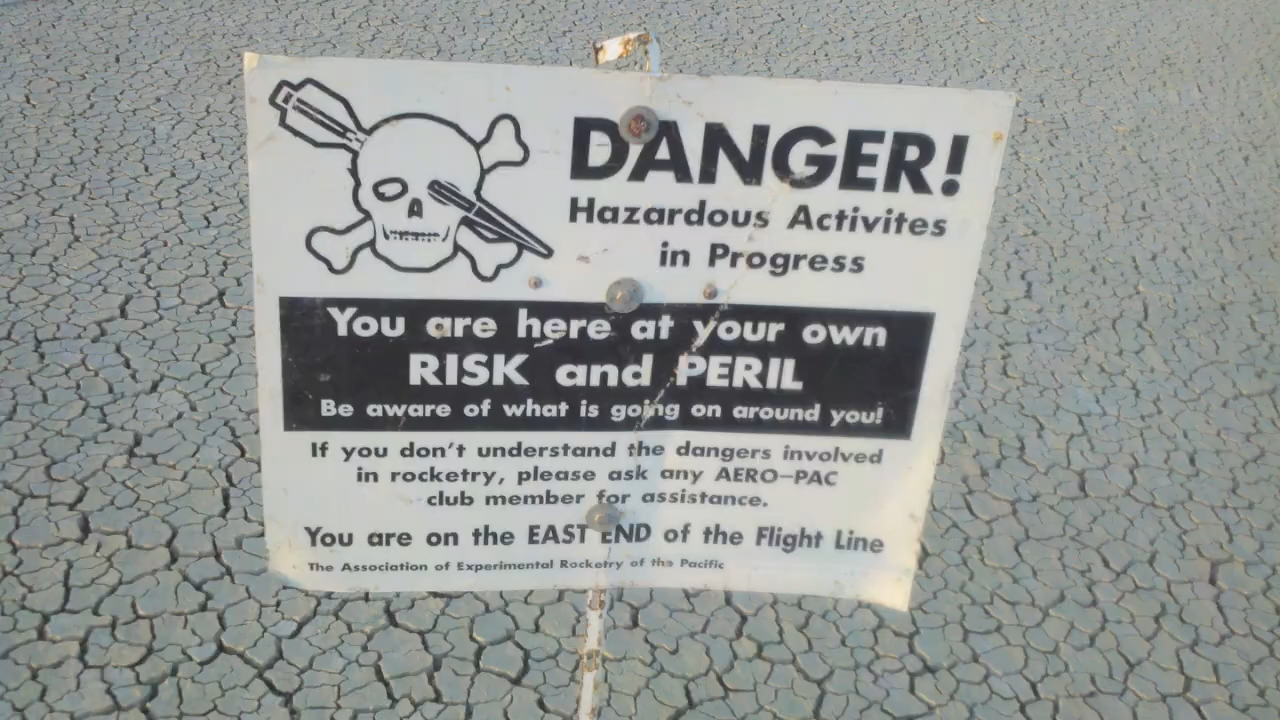 DANGER!
Hazardous Activites
in Progress
You are here at your own
RISK and PERIL
Be aware of what is going on around you!
If you don't understand the dangers involved
in rocketry, please ask any AERO-PAC
club member for assistance.
You are on the EAST END of the Flight Line
The Association of Experimental Rocketry of the Pacific